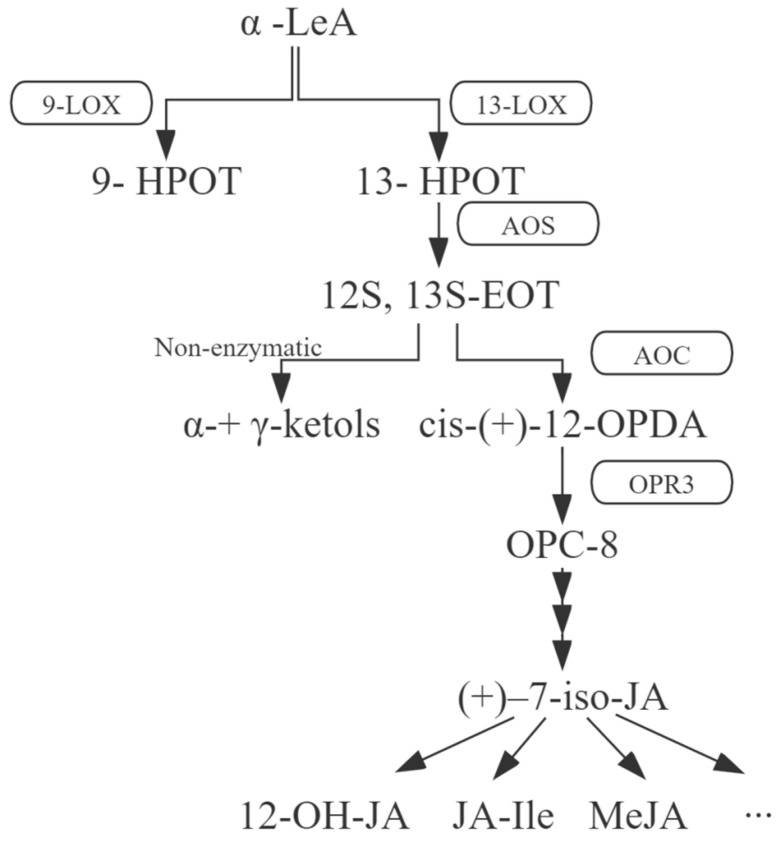 α -LeA
9-LOX
13-LOX
9- HPOT
13- HPOT
AOS
12S, 13S-EOT
Non-enzymatic
AOC
α-+ γ-ketols
cis-(+)-12-OPDA
OPR3
OPC-8
(+)–7-iso-JA
12-OH-JA
JA-Ile
MeJA
...